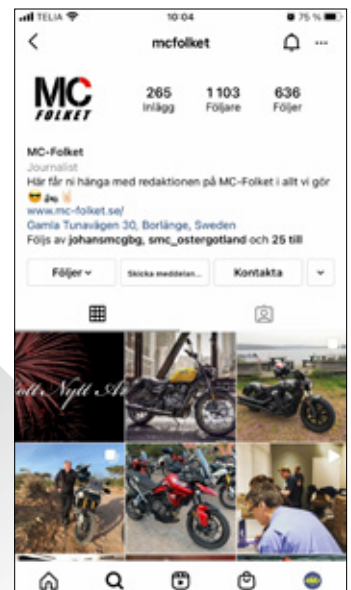 TELIA 10:04 75 %
mcfolket
MC
FOLKET
265 1 103 636
Inlägg Följare Följer
MC-Folket
Journalist
Här får ni hänga med redaktionen på MC-Folket i allt vi gör
www.mc-folket.se/
Gamla Tunavägen 30, Borlänge, Sweden
Följs av johansmcgbg, smc_ostergotland och 25 till
Följer Skicka meddelan... Kontakta
ott Nytt År